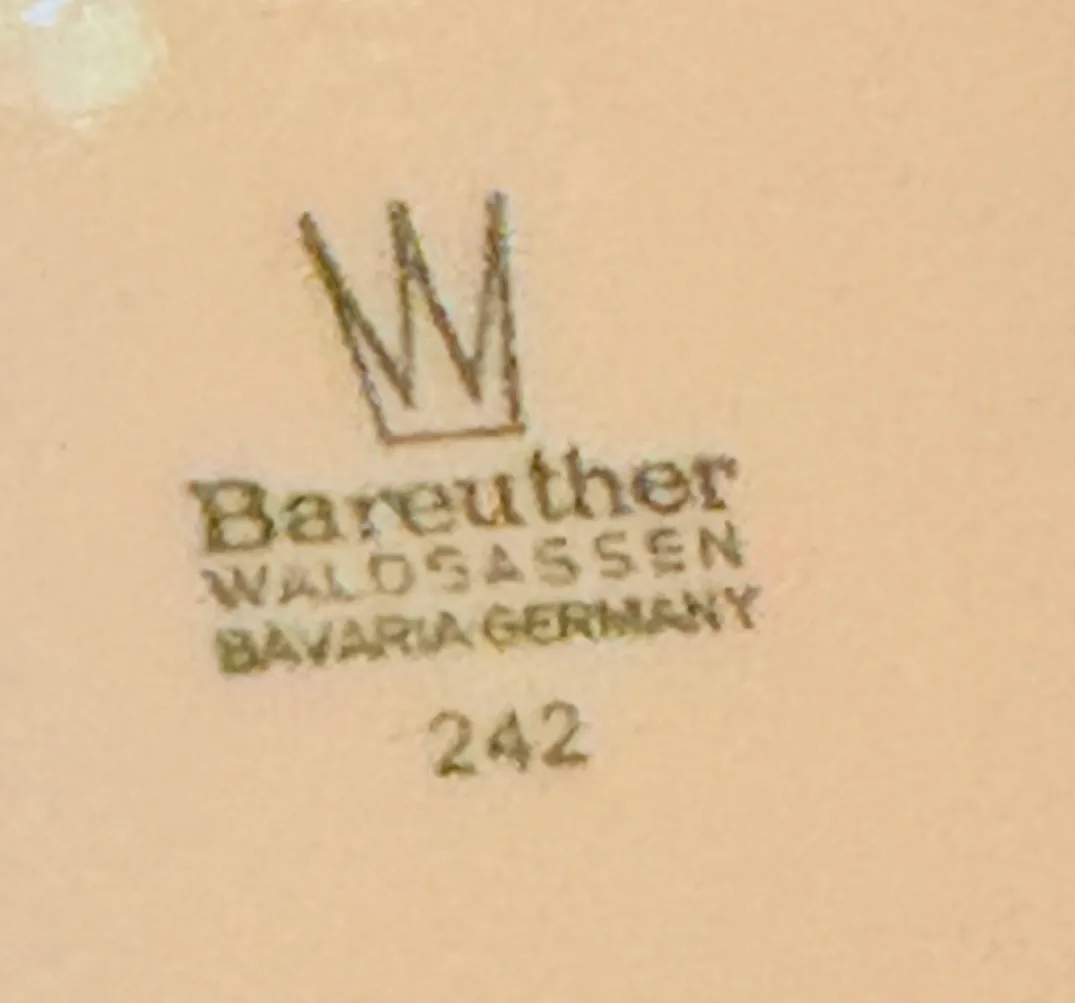 Bareuther
WALDSASSEN
BAVARIA GERMANY
242